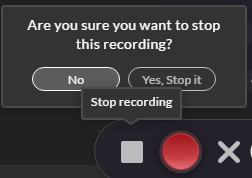 Are you sure you want to stop
this recording?
No
Yes, Stop it
Stop recording